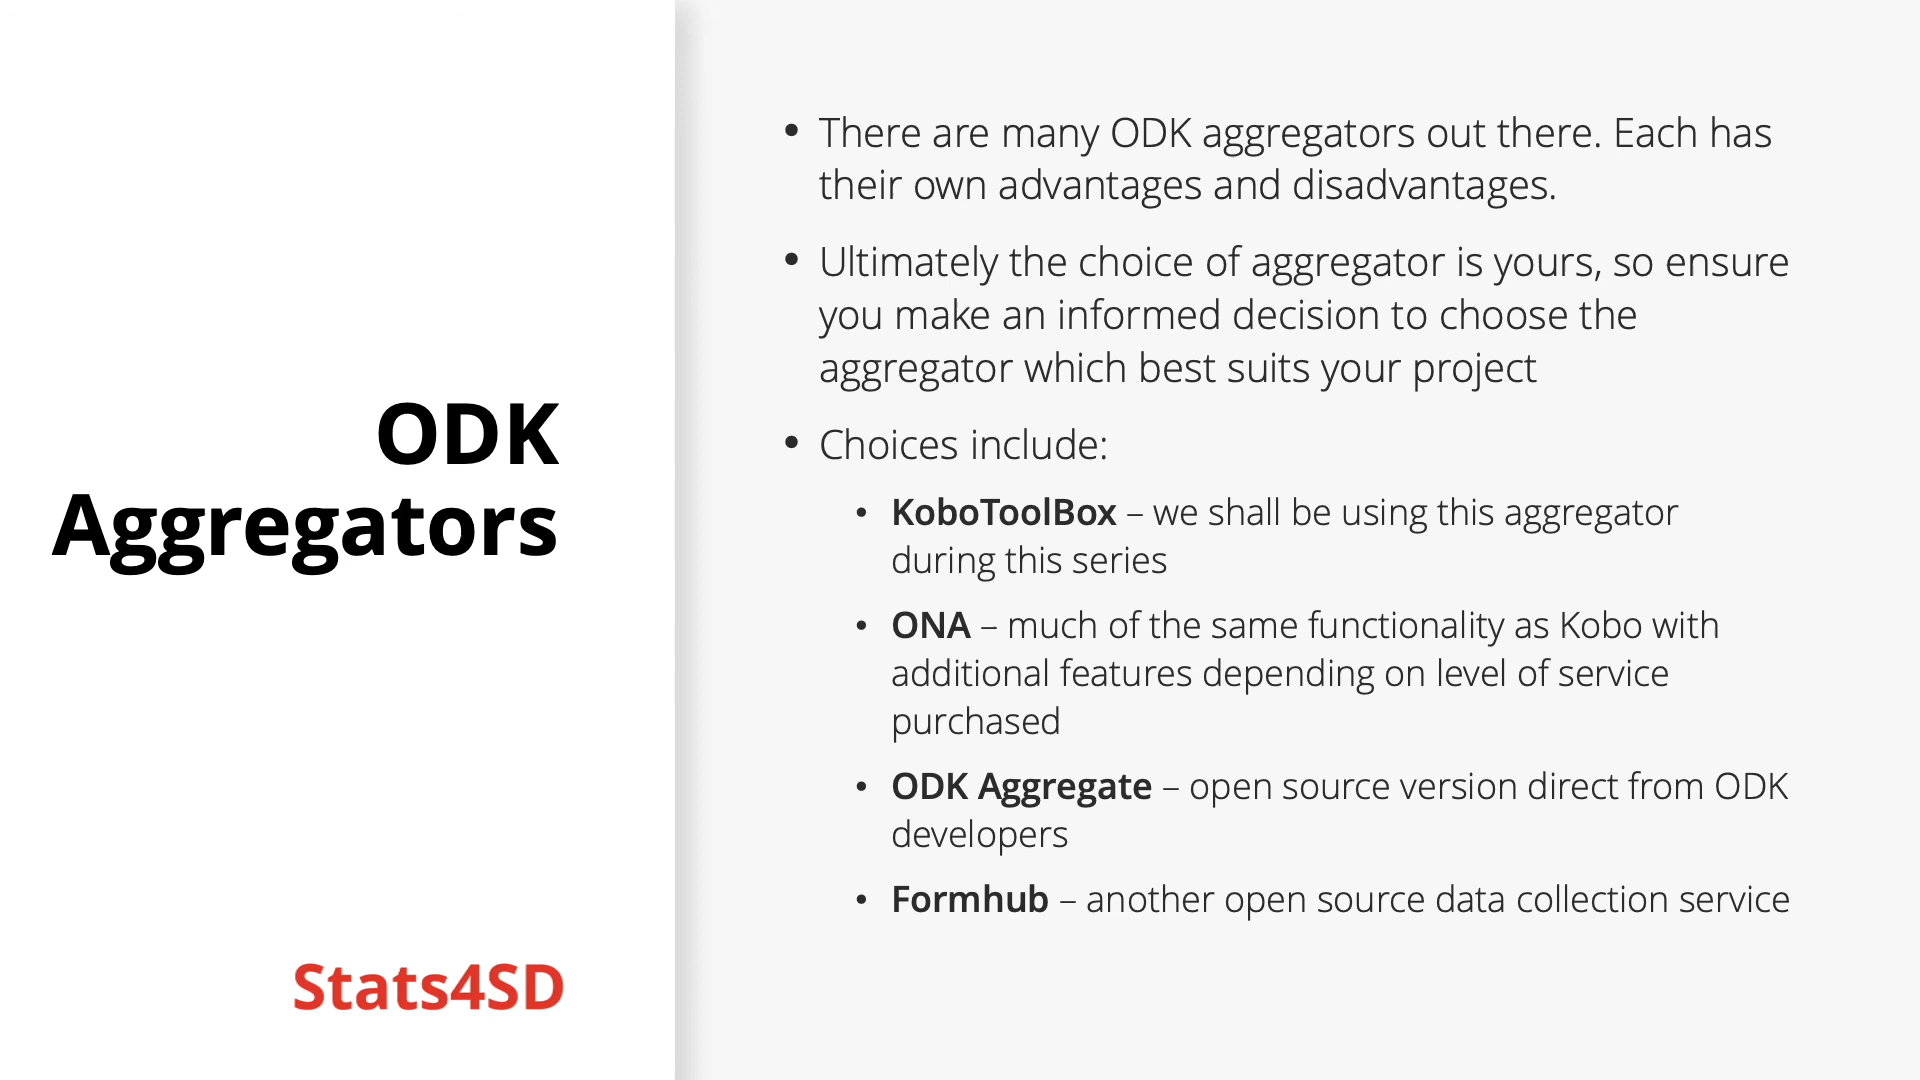 ODK
Aggregators
Stats4SD
• There are many ODK aggregators out there. Each has
their own advantages and disadvantages.
• Ultimately the choice of aggregator is yours, so ensure
you make an informed decision to choose the
aggregator which best suits your project
• Choices include:
• KoboToolBox – we shall be using this aggregator
during this series
• ONA – much of the same functionality as Kobo with
additional features depending on level of service
purchased
• ODK Aggregate – open source version direct from ODK
developers
• Formhub – another open source data collection service